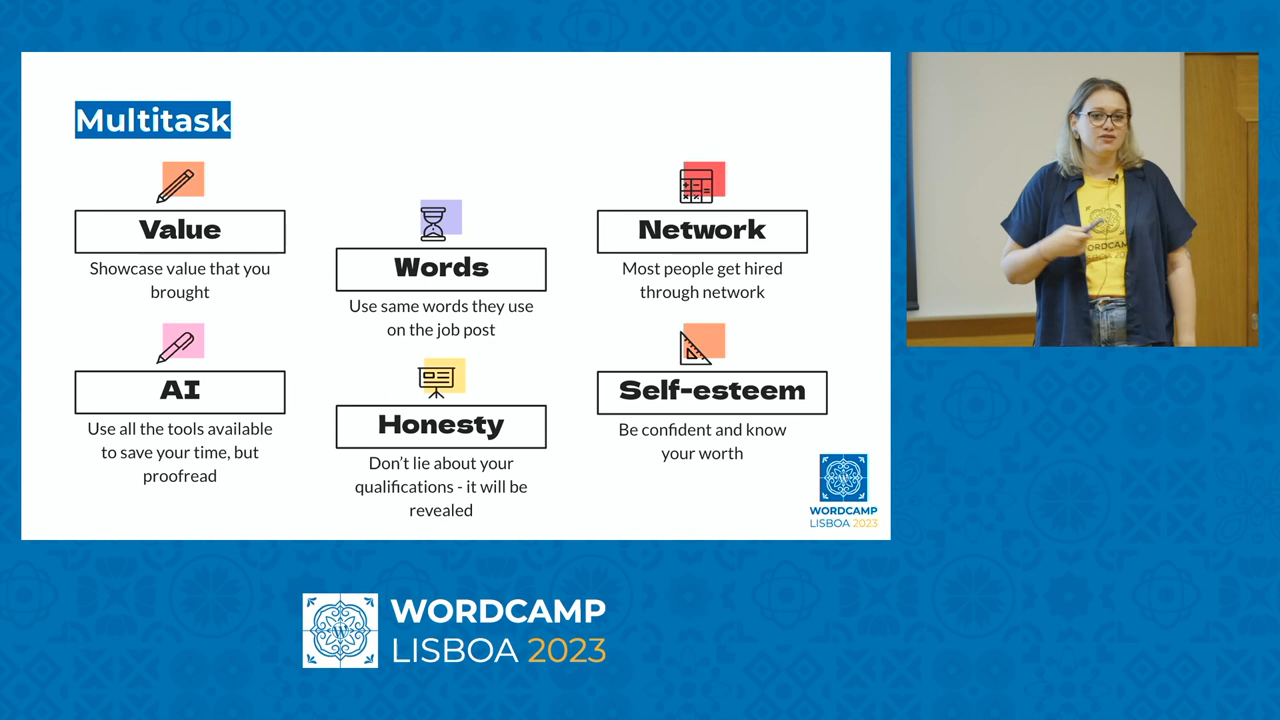 Multitask
Value
Showcase value that you
brought
Words
Use same words they use
on the job post
Network
Most people get hired
through network
AI
Use all the tools available
to save your time, but
proofread
Honesty
Don’t lie about your
qualifications - it will be
revealed
Self-esteem
Be confident and know
your worth
WORDCAMP
LISBOA 2023
WORDCAMP
LISBOA 2023
WORDCAMP
LISBOA 2023